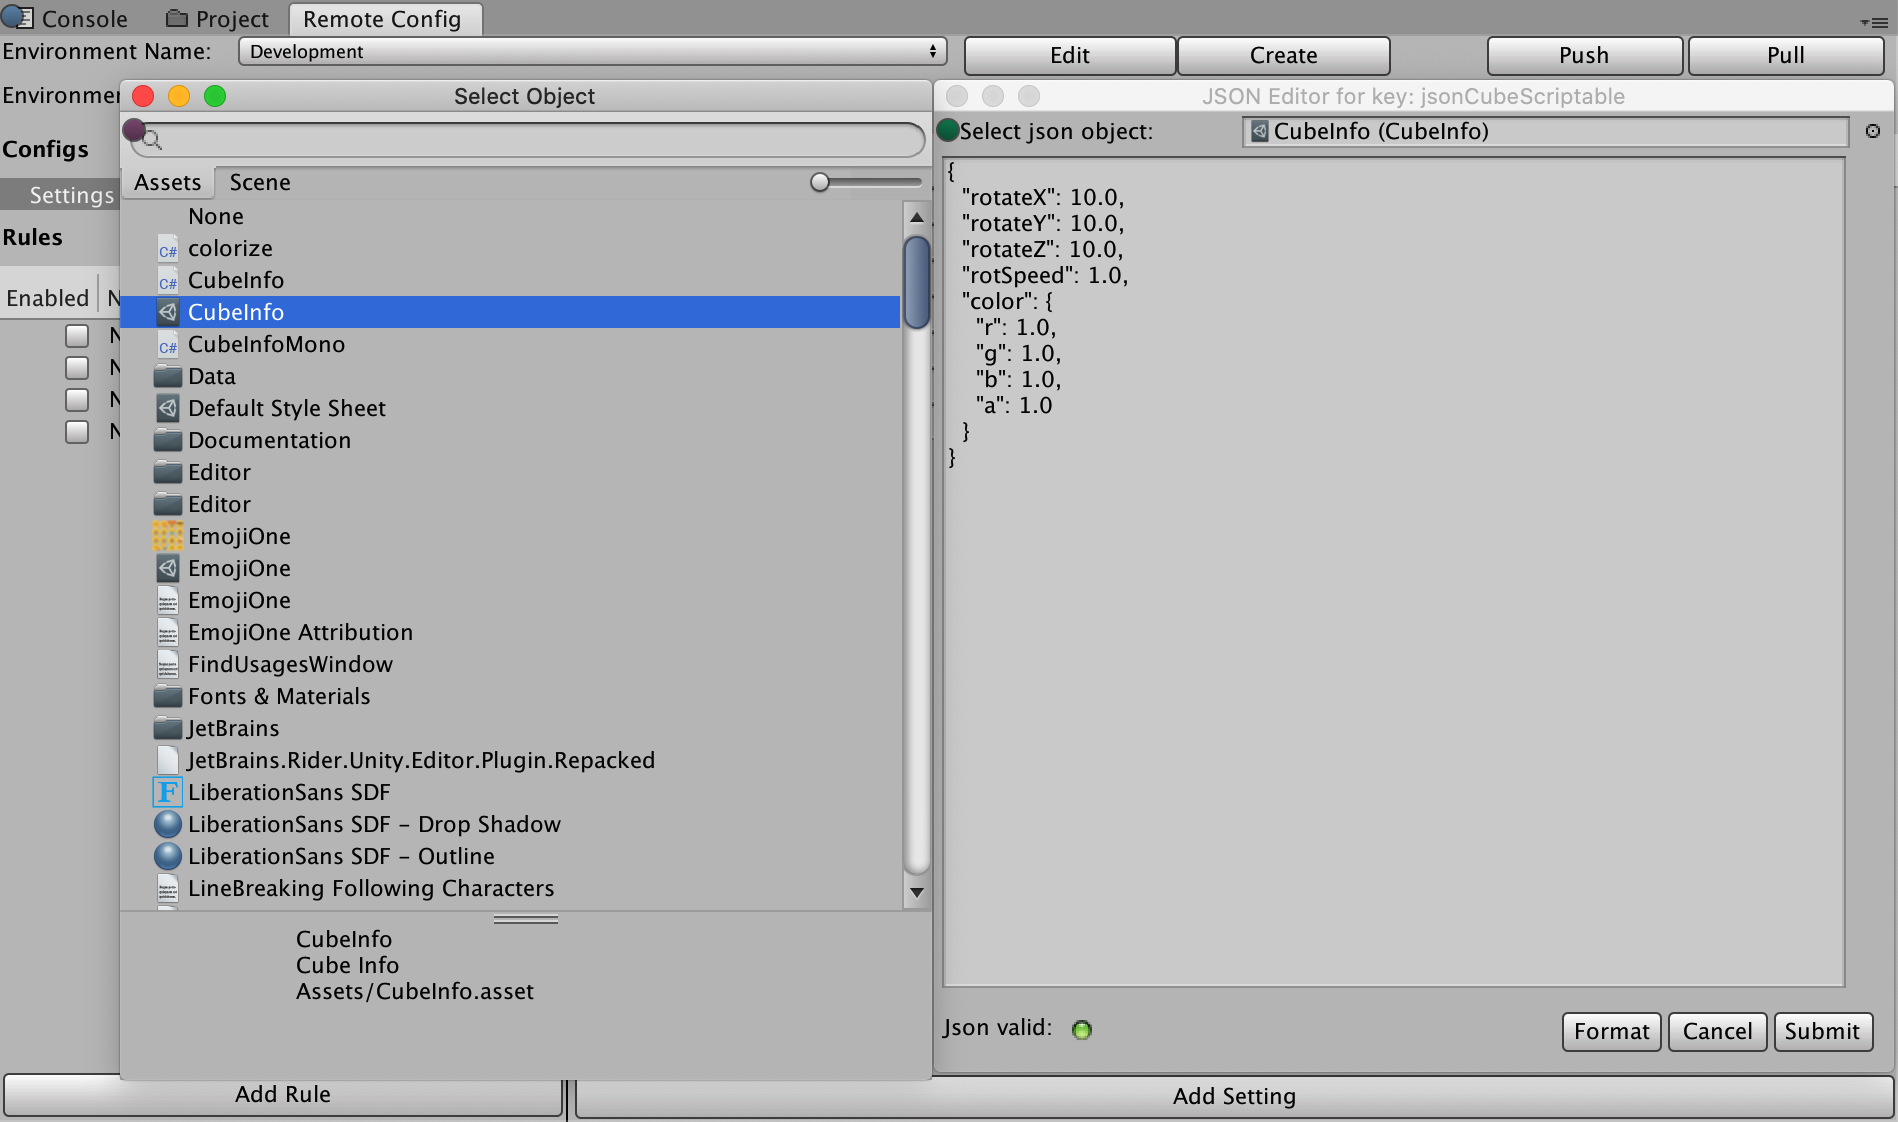 Console Project Remote Config
Environment Name: Development Edit Create Push Pull
Select Object
JSON Editor for key: jsonCubeScriptable
Select json object: CubeInfo (CubeInfo)
Configs
Settings
Rules
Enabled
Assets Scene
None
C# colorize
C# CubeInfo
CubeInfo
C# CubeInfoMono
Data
Default Style Sheet
Documentation
Editor
Editor
EmojiOne
EmojiOne
EmojiOne
EmojiOne Attribution
FindUsagesWindow
Fonts & Materials
JetBrains
JetBrains.Rider.Unity.Editor.Plugin.Repacked
F LiberationSans SDF
LiberationSans SDF - Drop Shadow
LiberationSans SDF - Outline
LineBreaking Following Characters
CubeInfo
Cube Info
Assets/CubeInfo.asset
{
"rotateX": 10.0,
"rotateY": 10.0,
"rotateZ": 10.0,
"rotSpeed": 1.0,
"color": {
"r": 1.0,
"g": 1.0,
"b": 1.0,
"a": 1.0
}
}
Json valid:
Format Cancel Submit
Add Rule
Add Setting